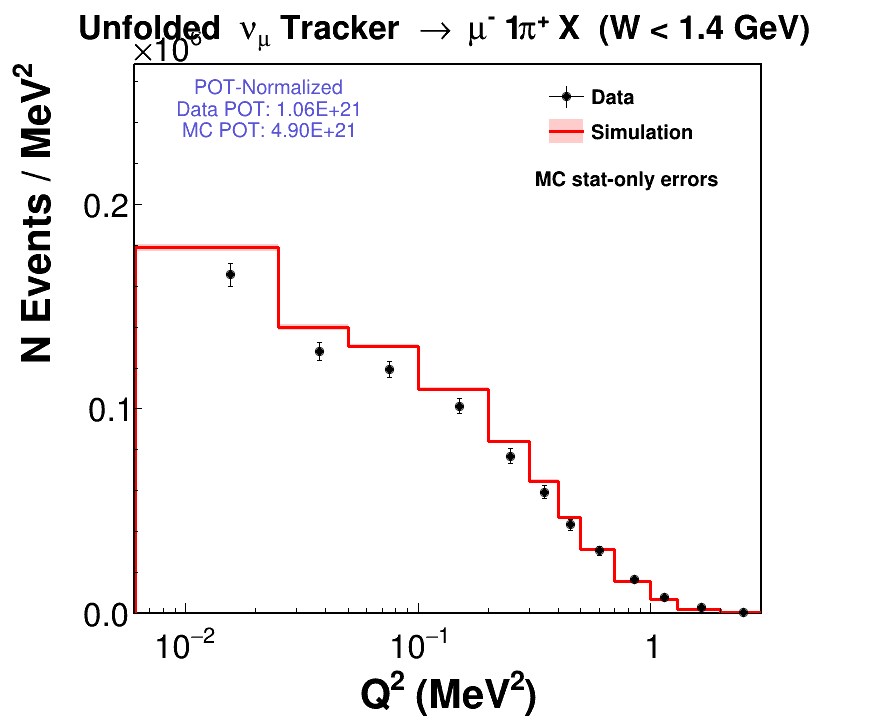 Unfolded ν_μ Tracker → μ⁻ 1π⁺ X (W < 1.4 GeV)
×10⁶
POT-Normalized
Data POT: 1.06E+21
MC POT: 4.90E+21
Data
Simulation
MC stat-only errors
N Events / MeV²
0.2
0.1
0.0
10⁻²
10⁻¹
1
Q² (MeV²)